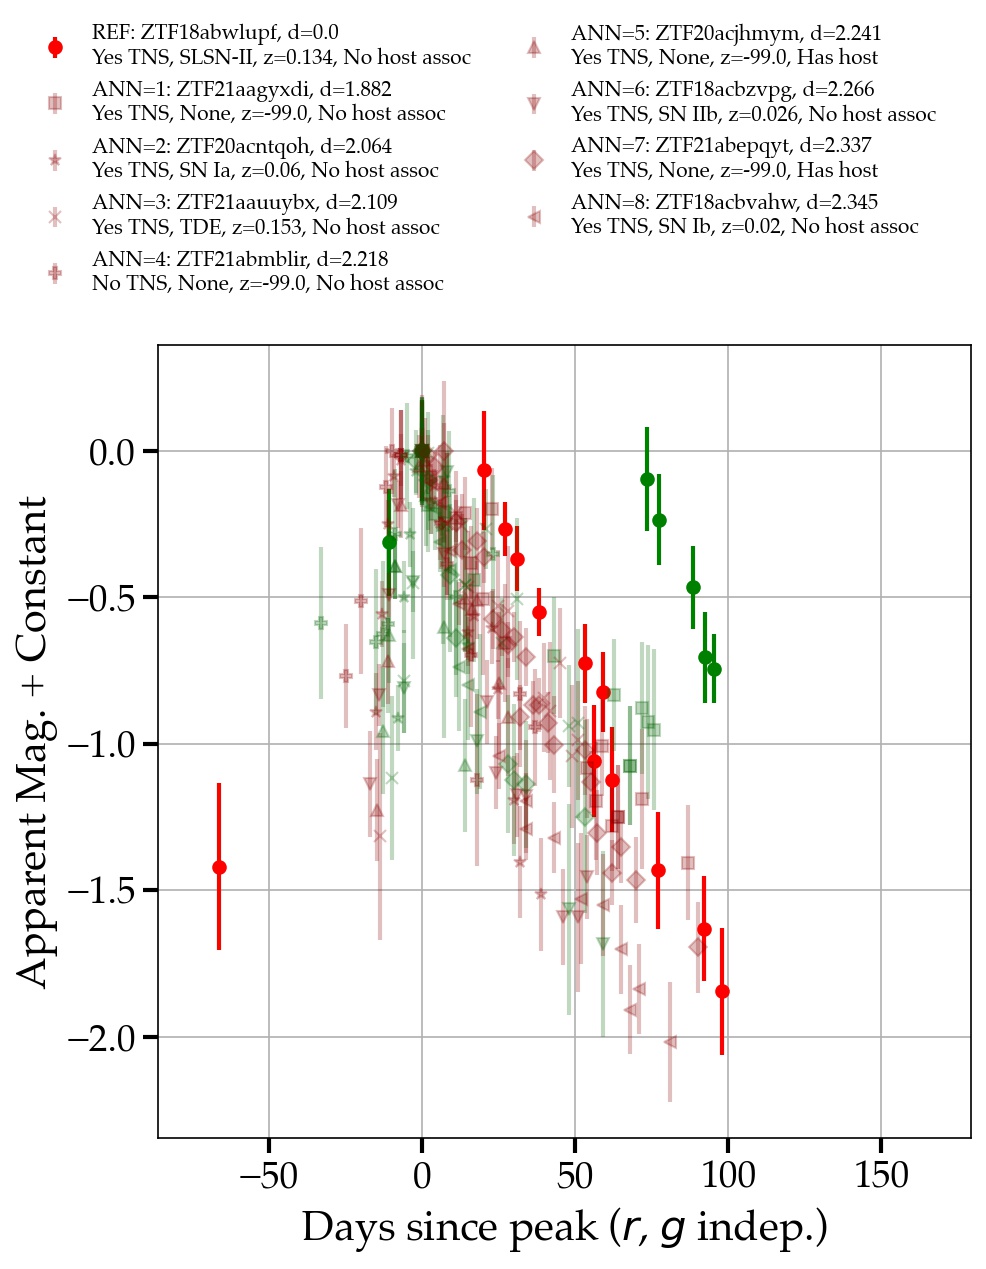 REF: ZTF18abwlupf, d=0.0
Yes TNS, SLSN-II, z=0.134, No host assoc
ANN=1: ZTF21aagyxdi, d=1.882
Yes TNS, None, z=-99.0, No host assoc
ANN=2: ZTF20acntqoh, d=2.064
Yes TNS, SN Ia, z=0.06, No host assoc
ANN=3: ZTF21aauuybx, d=2.109
Yes TNS, TDE, z=0.153, No host assoc
ANN=4: ZTF21abmblir, d=2.218
No TNS, None, z=-99.0, No host assoc
ANN=5: ZTF20acjhmym, d=2.241
Yes TNS, None, z=-99.0, Has host
ANN=6: ZTF18acbzvpg, d=2.266
Yes TNS, SN IIb, z=0.026, No host assoc
ANN=7: ZTF21abepqyt, d=2.337
Yes TNS, None, z=-99.0, Has host
ANN=8: ZTF18acbvahw, d=2.345
Yes TNS, SN Ib, z=0.02, No host assoc
Apparent Mag. + Constant
0.0
−0.5
−1.0
−1.5
−2.0
−50
0
50
100
150
Days since peak (r, g indep.)